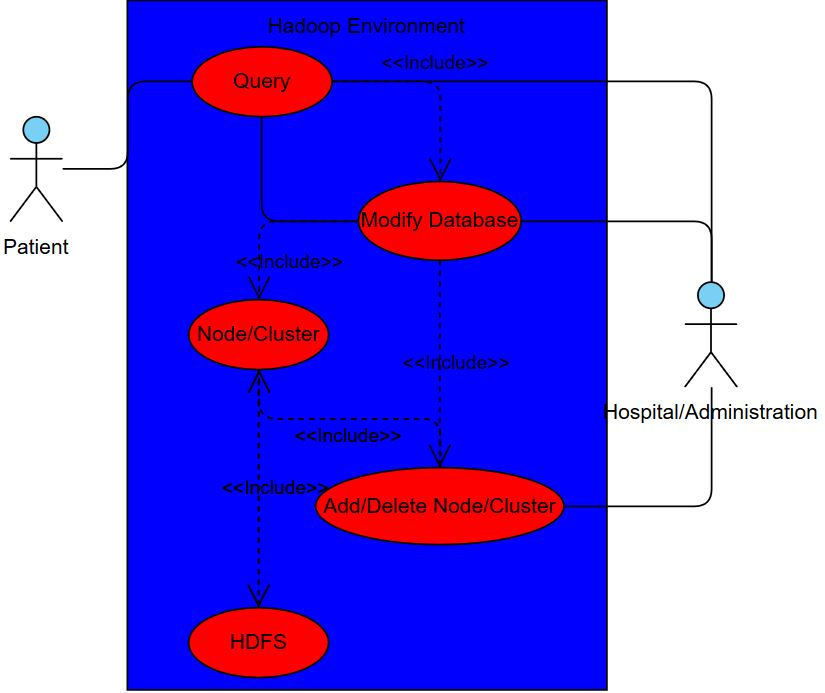 Hadoop Environment
<<Include>>
Query
Modify Database
Patient
<<Include>>
Node/Cluster
<<Include>>
Hospital/Administration
<<Include>>
<<Include>>
Add/Delete Node/Cluster
HDFS